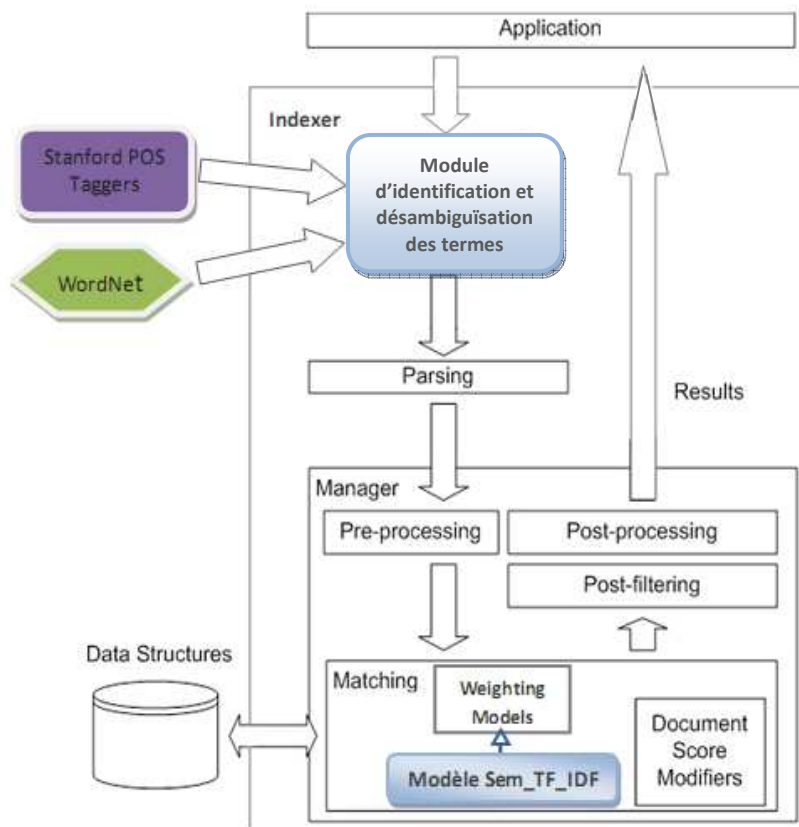 Application
Indexer
Stanford POS
Taggers
Module
d'identification et
désambiguïsation
des termes
WordNet
Parsing
Results
Manager
Pre-processing
Post-processing
Post-filtering
Data Structures
Matching
Weighting
Models
Document
Score
Modifiers
Modèle Sem_TF_IDF